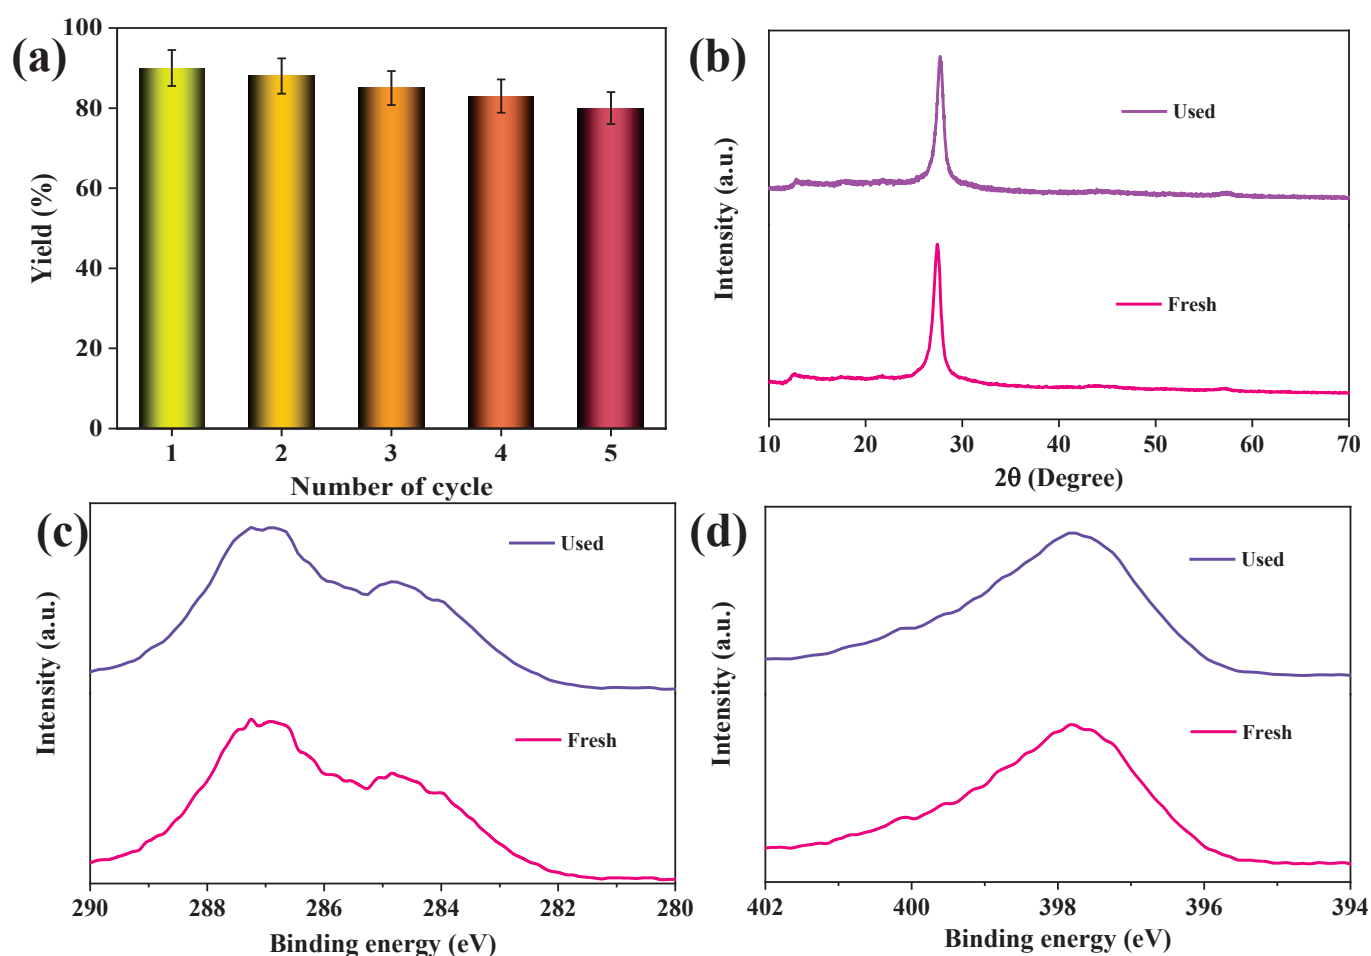 (a)
100
80
60
40
20
0
Yield (%)
1 2 3 4 5
Number of cycle
(b)
Used
Fresh
Intensity (a.u.)
10 20 30 40 50 60 70
2θ (Degree)
(c)
Used
Fresh
Intensity (a.u.)
290 288 286 284 282 280
Binding energy (eV)
(d)
Used
Fresh
Intensity (a.u.)
402 400 398 396 394
Binding energy (eV)